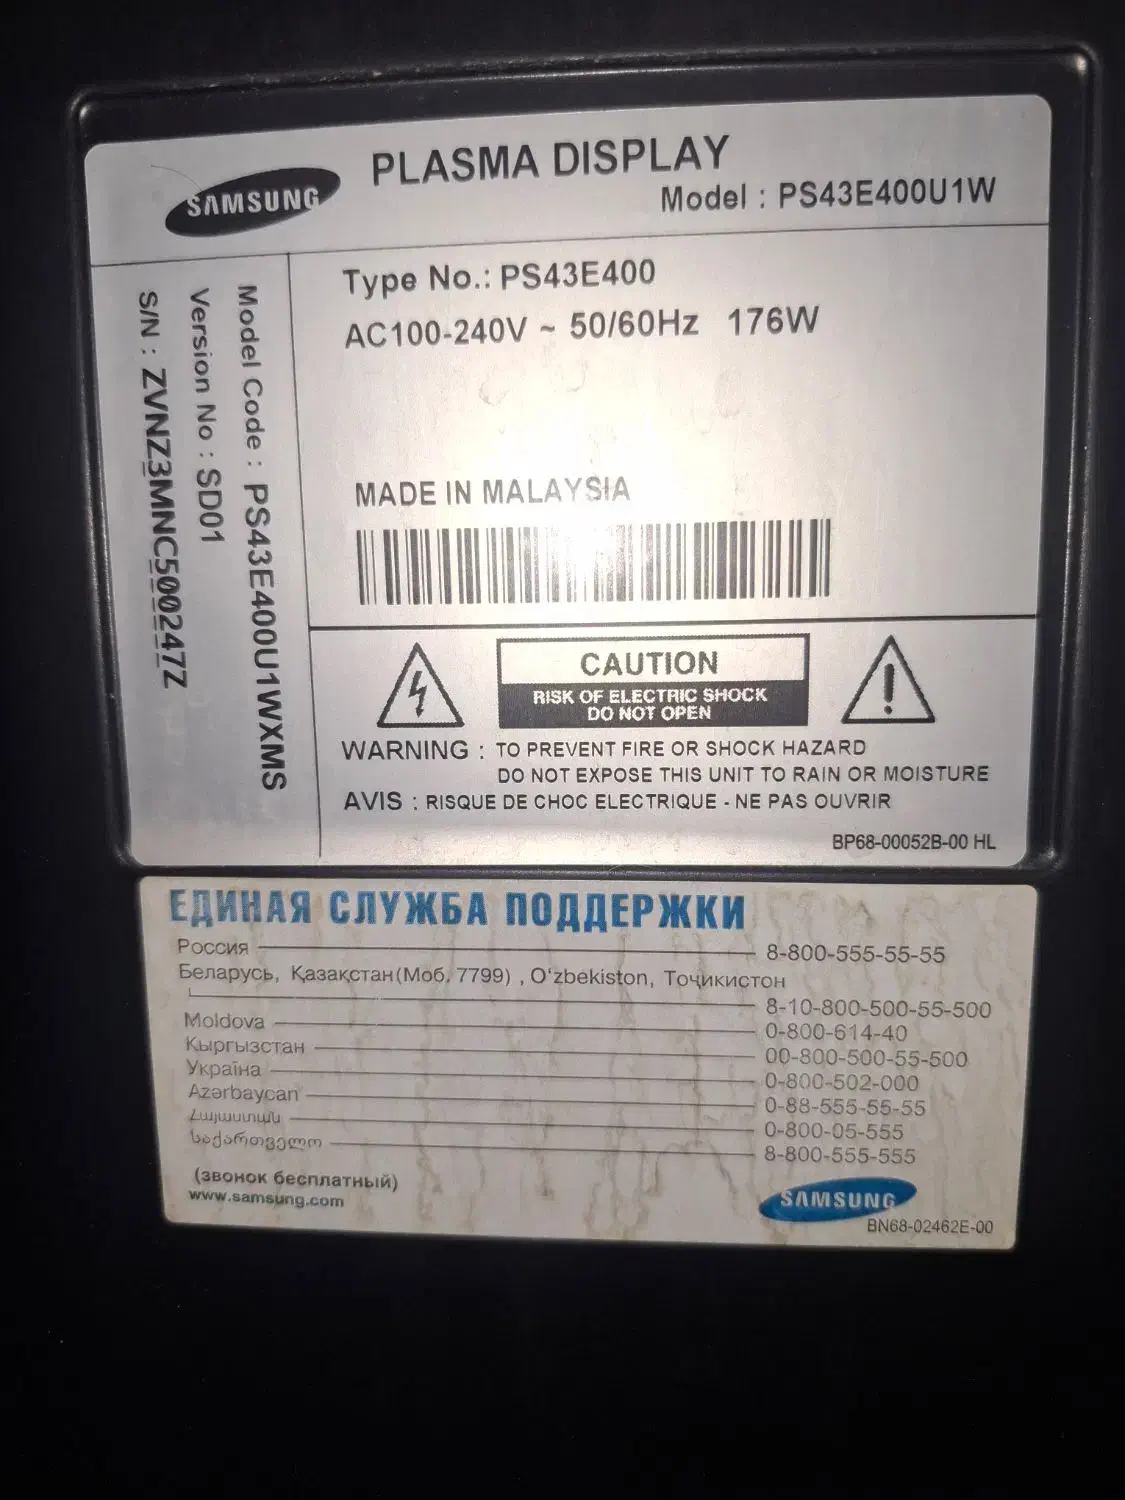 SAMSUNG
PLASMA DISPLAY
Model : PS43E400U1W
Type No.: PS43E400
AC100-240V ~ 50/60Hz 176W
MADE IN MALAYSIA
Model Code : PS43E400U1WXMS
Version No : SD01
S/N : ZVNZ3MNC500247Z
CAUTION
RISK OF ELECTRIC SHOCK
DO NOT OPEN
WARNING : TO PREVENT FIRE OR SHOCK HAZARD
DO NOT EXPOSE THIS UNIT TO RAIN OR MOISTURE
AVIS : RISQUE DE CHOC ELECTRIQUE - NE PAS OUVRIR
BP68-00052B-00 HL
ЕДИНАЯ СЛУЖБА ПОДДЕРЖКИ
Россия 8-800-555-55-55
Беларусь, Қазақстан(Моб. 7799) , O‘zbekiston, Тоҷикистон
8-10-800-500-55-500
Moldova 0-800-614-40
Кыргызстан 00-800-500-55-500
Україна 0-800-502-000
Azərbaycan 0-88-555-55-55
Հայաստան 0-800-05-555
საქართველო 8-800-555-555
(звонок бесплатный)
www.samsung.com
SAMSUNG
BN68-02462E-00